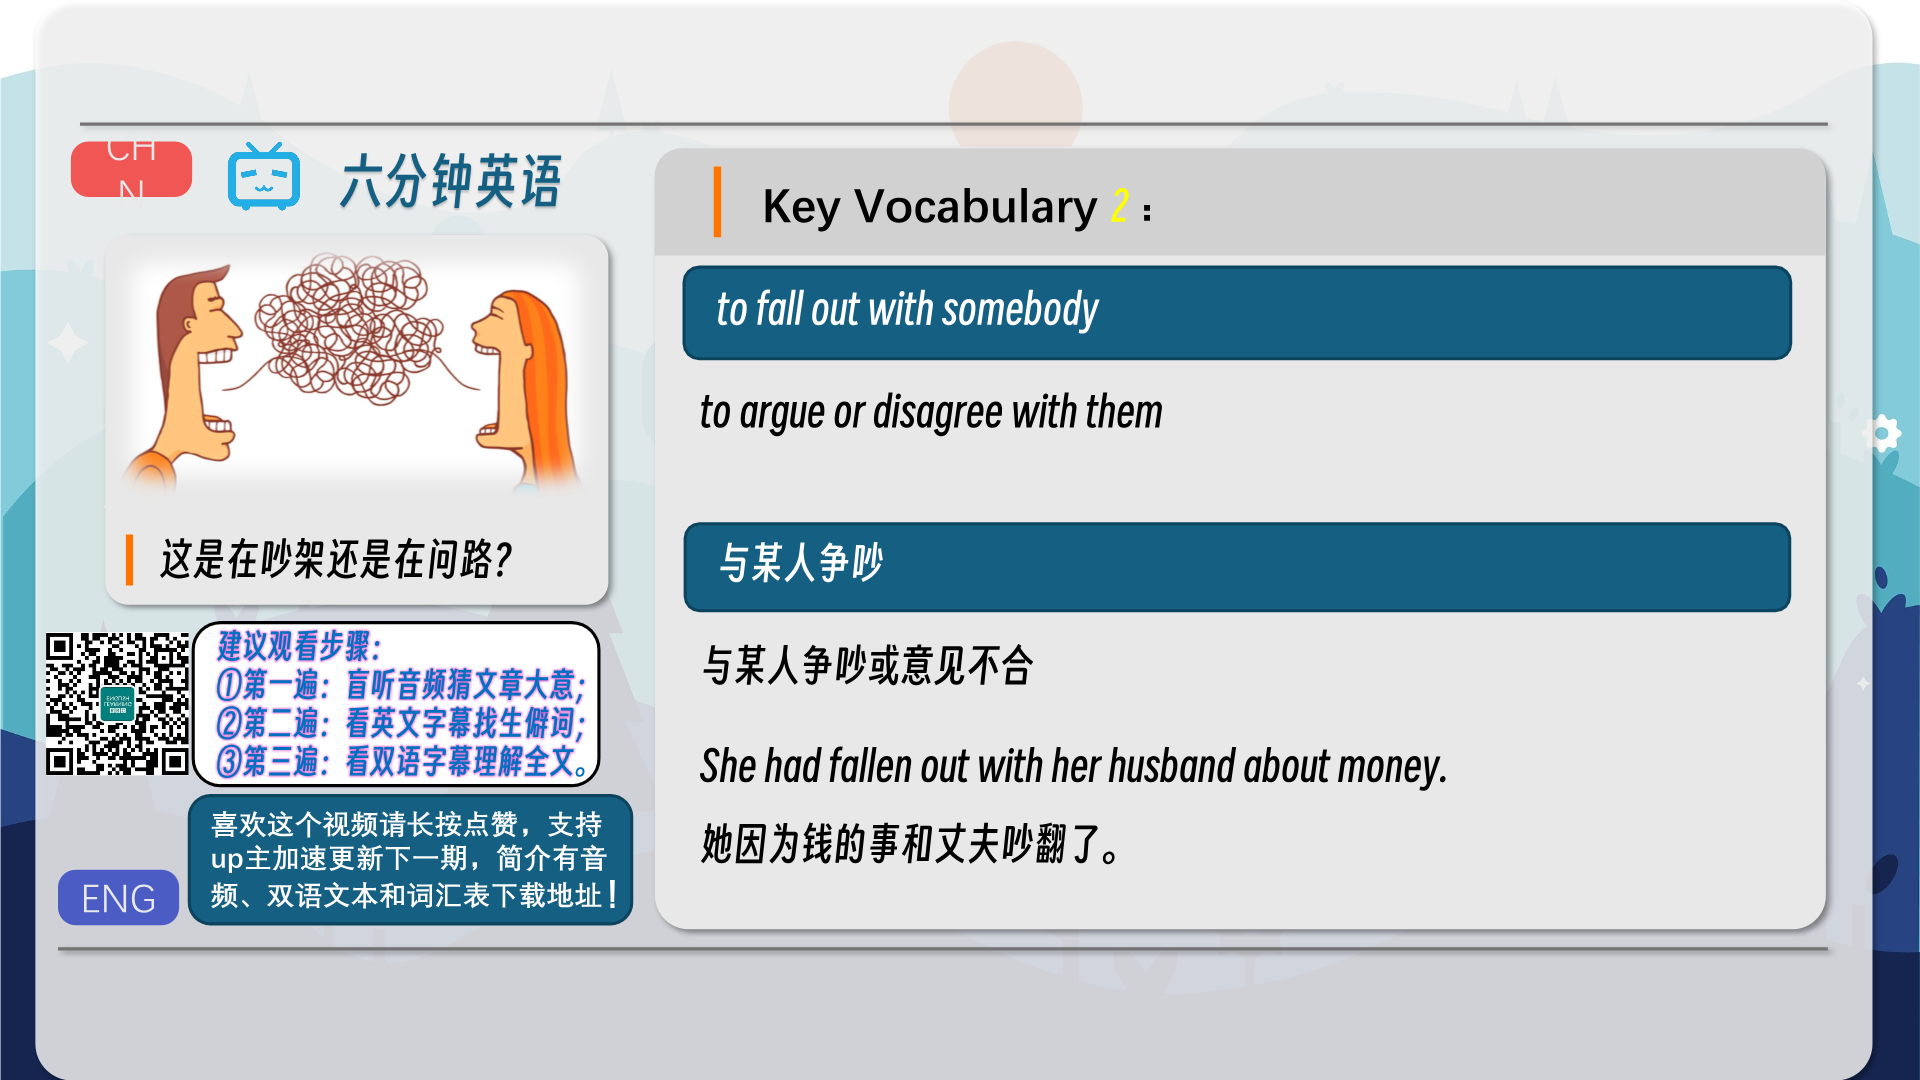 CH
N
六分钟英语
这是在吵架还是在问路?
建议观看步骤:
①第一遍: 盲听音频猜文章大意;
②第二遍: 看英文字幕找生僻词;
③第三遍: 看双语字幕理解全文。
喜欢这个视频请长按点赞，支持
up主加速更新下一期，简介有音
频、双语文本和词汇表下载地址！
ENG
Key Vocabulary 2：
to fall out with somebody
to argue or disagree with them
与某人争吵
与某人争吵或意见不合
She had fallen out with her husband about money.
她因为钱的事和丈夫吵翻了。